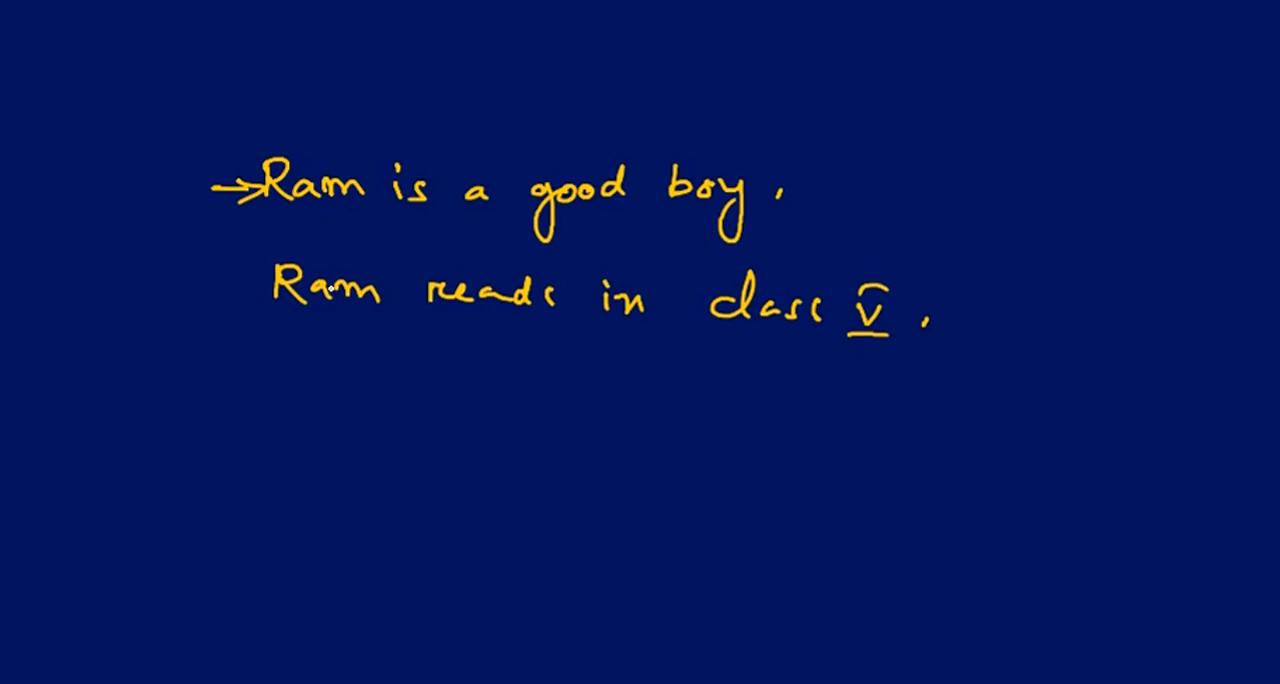 →Ram is a good boy.
Ram reads in class V.